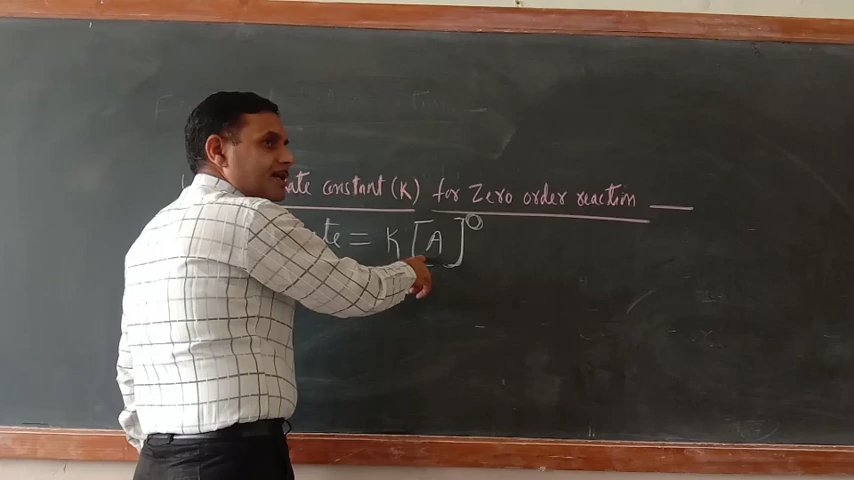 ate constant (K) for Zero order reaction
te = K [A]⁰